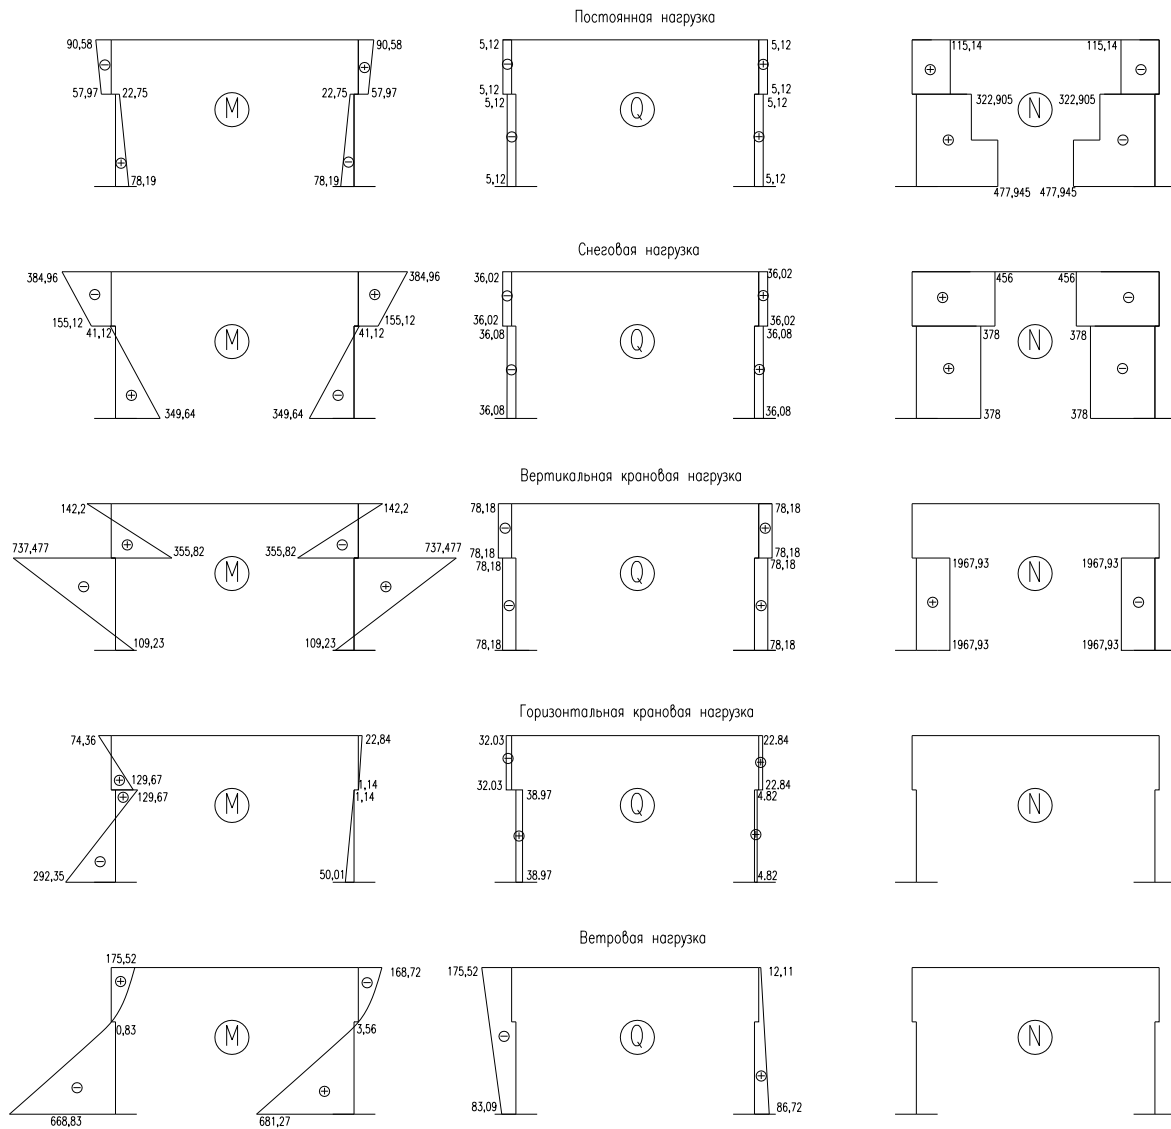 Постоянная нагрузка
90,58 90,58 5,12 5,12 115,14 115,14
57,97 22,75 22,75 57,97 5,12 5,12 322,905 322,905
M Q N
5,12 5,12
78,19 78,19 5,12 5,12 477,945 477,945
Снеговая нагрузка
384,96 384,96 36,02 36,02 456 456
155,12 155,12 36,02 36,02
41,12 41,12 36,08 36,08 378 378
M Q N
349,64 349,64 36,08 36,08 378 378
Вертикальная крановая нагрузка
142,2 142,2 78,18 78,18
737,477 355,82 355,82 737,477 78,18 78,18
78,18 78,18 1967,93 1967,93
M Q N
109,23 109,23 78,18 78,18 1967,93 1967,93
Горизонтальная крановая нагрузка
74,36 22,84 32.03 22.84
129,67 1,14 32.03 22.84
129,67 1,14 38.97 4.82
M Q N
292,35 50,01 38.97 4.82
Ветровая нагрузка
175,52 168,72 175,52 12,11
0,83 3,56
M Q N
668,83 681,27 83,09 86,72